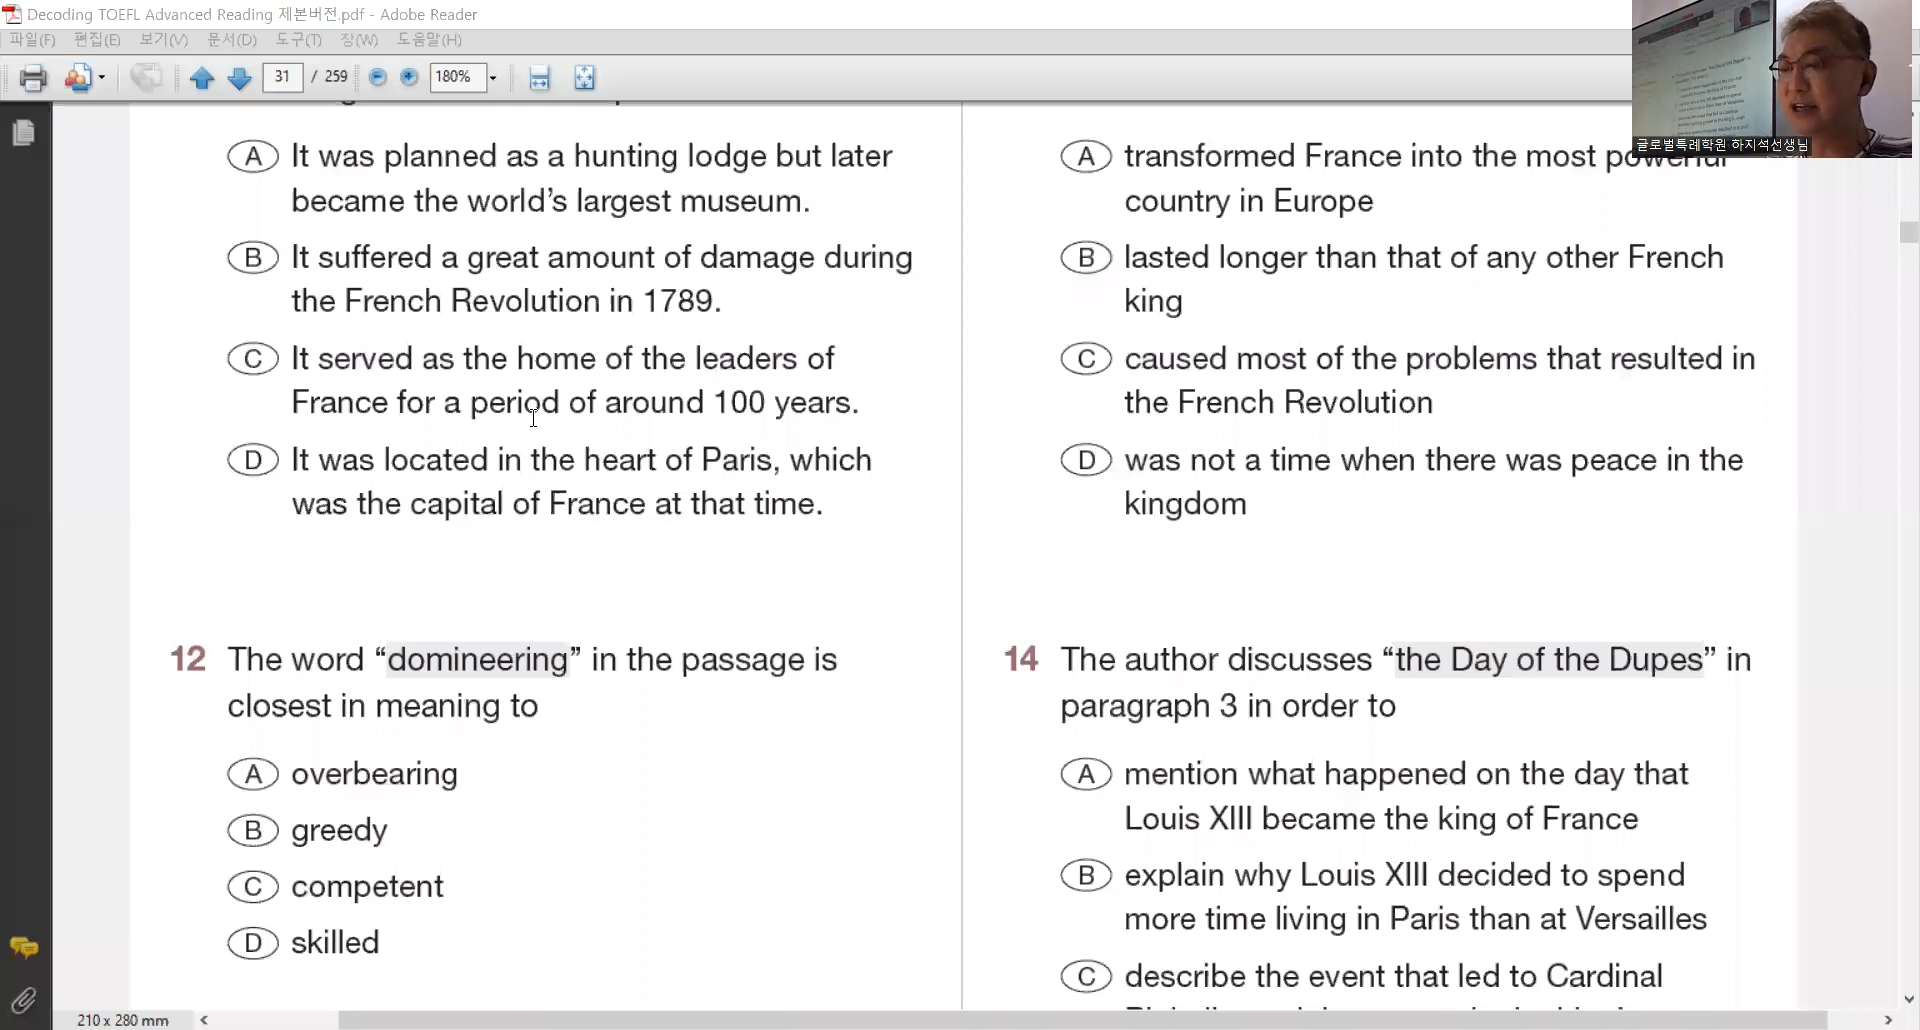 Decoding TOEFL Advanced Reading 제본버전.pdf - Adobe Reader
파일(F) 편집(E) 보기(V) 문서(D) 도구(T) 창(W) 도움말(H)
31 / 259 180%
글로벌특례학원 하지석선생님
A It was planned as a hunting lodge but later
became the world's largest museum.
B It suffered a great amount of damage during
the French Revolution in 1789.
C It served as the home of the leaders of
France for a period of around 100 years.
D It was located in the heart of Paris, which
was the capital of France at that time.
12 The word “domineering” in the passage is
closest in meaning to
A overbearing
B greedy
C competent
D skilled
A transformed France into the most powerful
country in Europe
B lasted longer than that of any other French
king
C caused most of the problems that resulted in
the French Revolution
D was not a time when there was peace in the
kingdom
14 The author discusses “the Day of the Dupes” in
paragraph 3 in order to
A mention what happened on the day that
Louis XIII became the king of France
B explain why Louis XIII decided to spend
more time living in Paris than at Versailles
C describe the event that led to Cardinal
210 x 280 mm